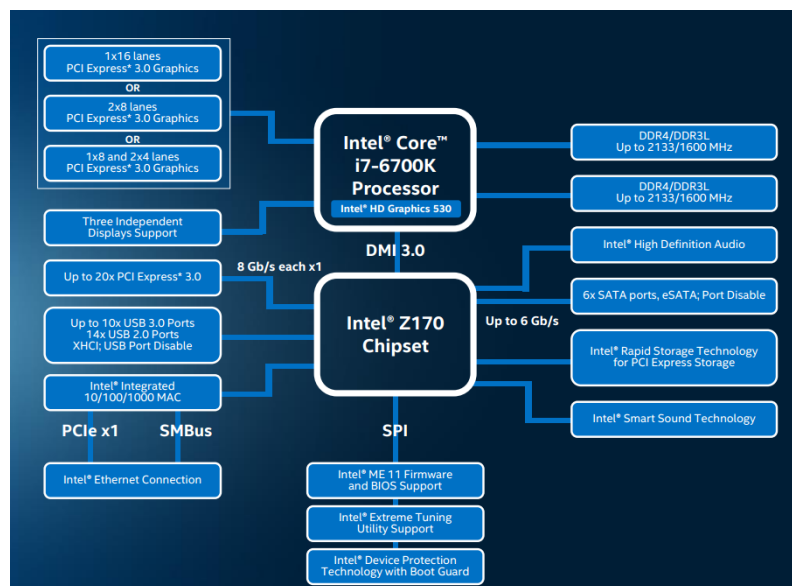 1x16 lanes
PCI Express* 3.0 Graphics
OR
2x8 lanes
PCI Express* 3.0 Graphics
OR
1x8 and 2x4 lanes
PCI Express* 3.0 Graphics
Three Independent
Displays Support
Intel® Core™
i7-6700K
Processor
Intel® HD Graphics 530
DDR4/DDR3L
Up to 2133/1600 MHz
DDR4/DDR3L
Up to 2133/1600 MHz
DMI 3.0
Up to 20x PCI Express* 3.0
8 Gb/s each x1
Up to 10x USB 3.0 Ports
14x USB 2.0 Ports
XHCI; USB Port Disable
Intel® Integrated
10/100/1000 MAC
PCIe x1
SMBus
Intel® Ethernet Connection
Intel® Z170
Chipset
Intel® High Definition Audio
6x SATA ports, eSATA; Port Disable
Up to 6 Gb/s
Intel® Rapid Storage Technology
for PCI Express Storage
Intel® Smart Sound Technology
SPI
Intel® ME 11 Firmware
and BIOS Support
Intel® Extreme Tuning
Utility Support
Intel® Device Protection
Technology with Boot Guard